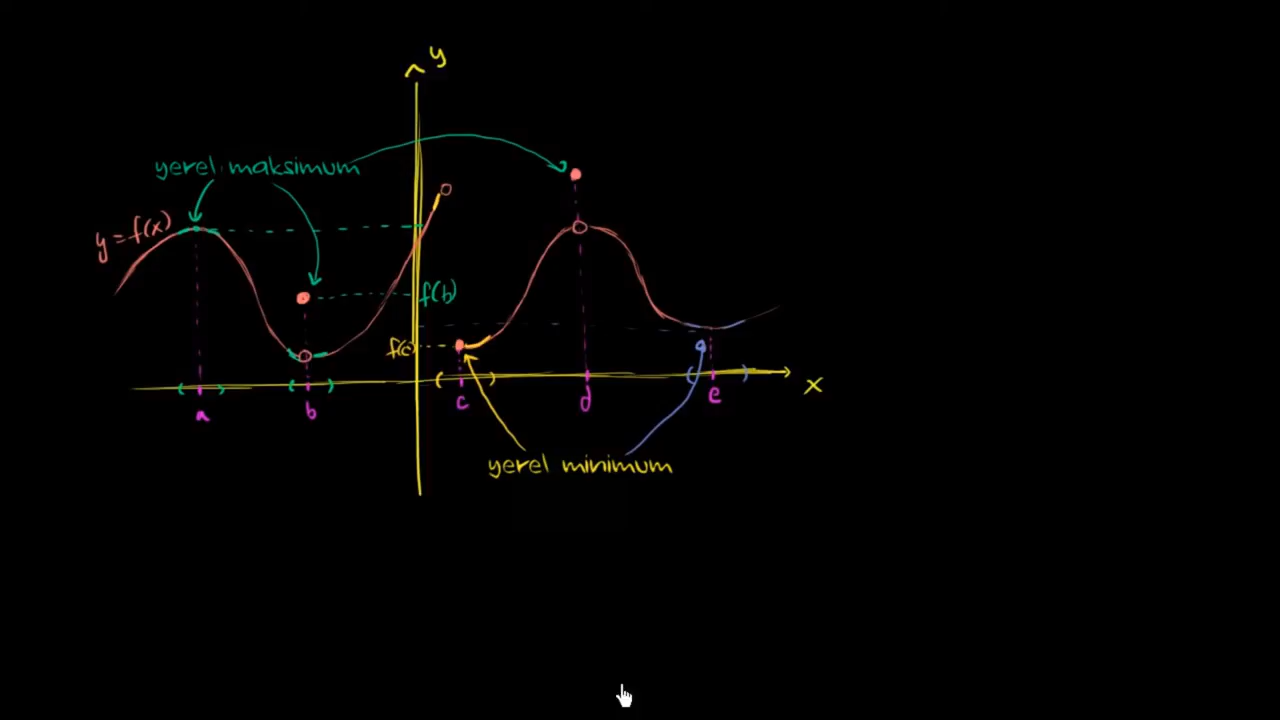 y
yerel maksimum
y = f(x)
f(b)
f(c)
a
b
c
d
e
x
yerel minimum